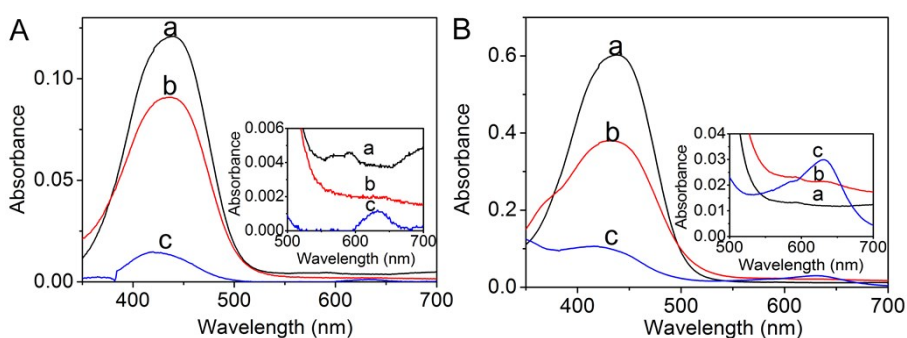 A
a
b
c
0.10
0.05
0.00
Absorbance
400
500
600
700
Wavelength (nm)
0.006
0.004
0.002
0.000
Absorbance
a
b
c
500
600
700
Wavelength (nm)
B
a
b
c
0.6
0.4
0.2
0.0
Absorbance
400
500
600
700
Wavelength (nm)
0.04
0.03
0.02
0.01
0.00
Absorbance
c
b
a
500
600
700
Wavelength (nm)